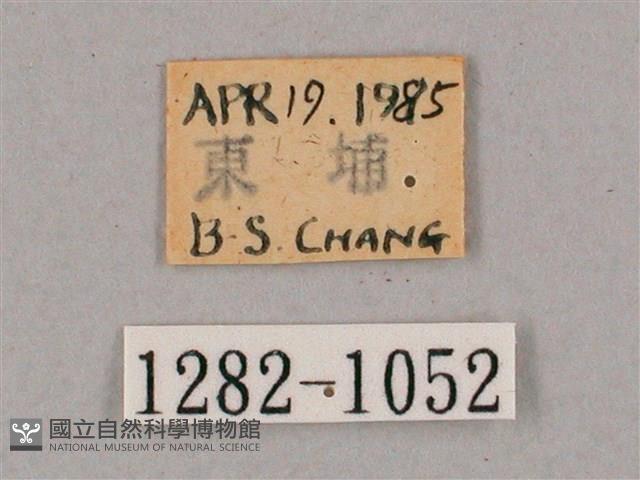 APR 19. 1985
東 埔
B-S. CHANG
1282-1052
國立自然科學博物館
NATIONAL MUSEUM OF NATURAL SCIENCE